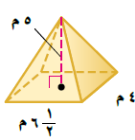 ٥ م
٤ م
٦ ١/٢ م